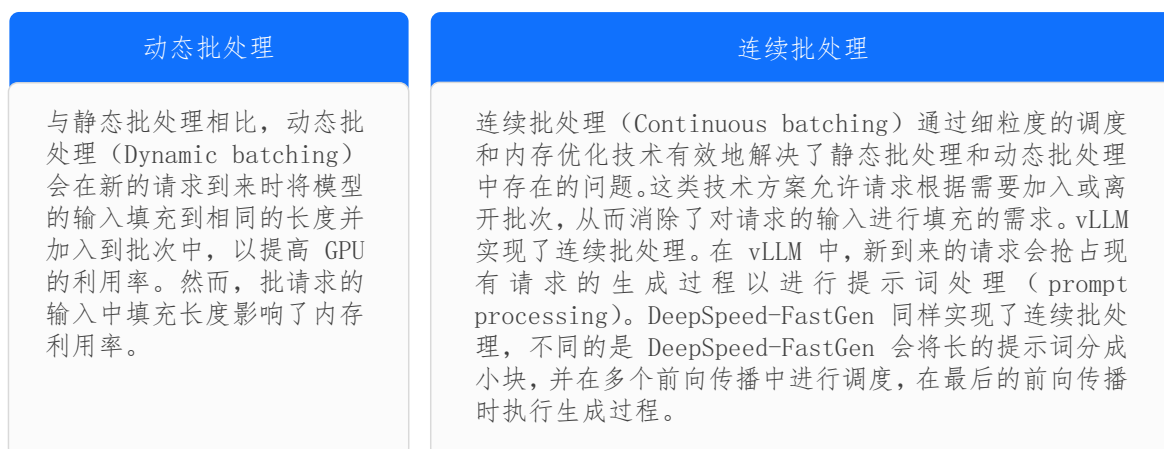 动态批处理
与静态批处理相比，动态批
处理（Dynamic batching）
会在新的请求到来时将模型
的输入填充到相同的长度并
加入到批次中，以提高 GPU
的利用率。然而，批请求的
输入中填充长度影响了内存
利用率。
连续批处理
连续批处理（Continuous batching）通过细粒度的调度
和内存优化技术有效地解决了静态批处理和动态批处理
中存在的问题。这类技术方案允许请求根据需要加入或离
开批次，从而消除了对请求的输入进行填充的需求。vLLM
实现了连续批处理。在 vLLM 中，新到来的请求会抢占现
有请求的生成过程以进行提示词处理（prompt
processing）。DeepSpeed-FastGen 同样实现了连续批处
理，不同的是 DeepSpeed-FastGen 会将长的提示词分成
小块，并在多个前向传播中进行调度，在最后的前向传播
时执行生成过程。